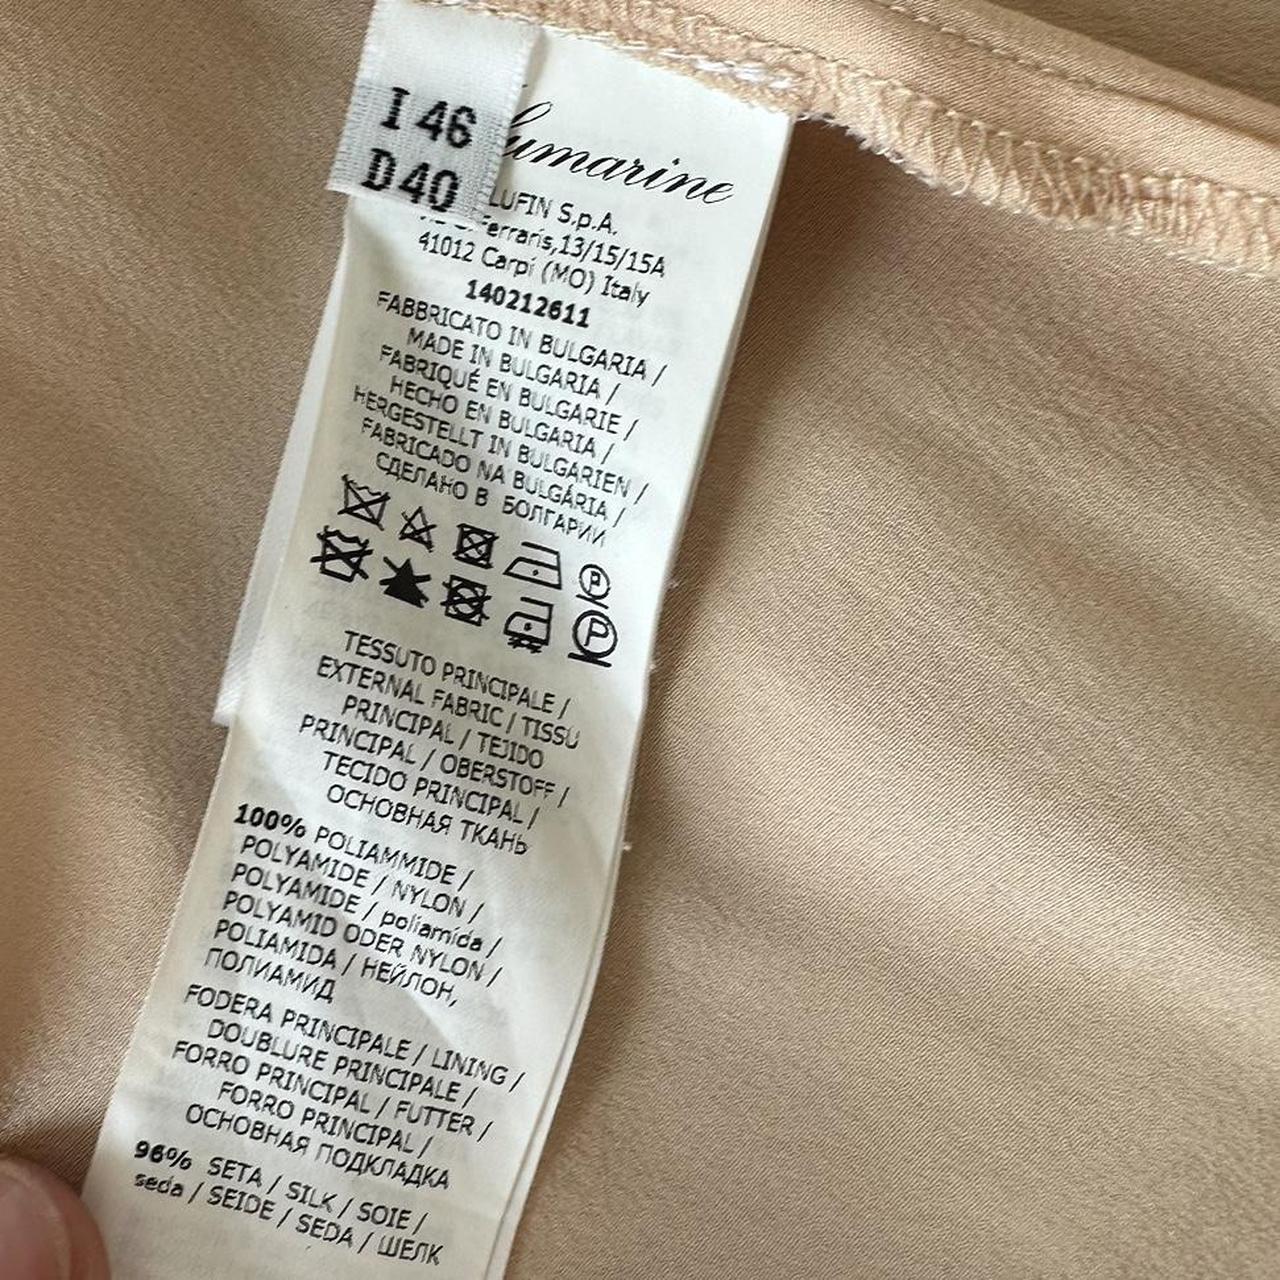 I 46
D 40
LUFIN S.p.A.
Ferraris,13/15/15A
41012 Carpi (MO) Italy
140212611
FABBRICATO IN BULGARIA /
MADE IN BULGARIA /
FABRIQUÉ EN BULGARIE /
HECHO EN BULGARIA /
HERGESTELLT IN BULGARIEN /
FABRICADO NA BULGÁRIA /
СДЕЛАНО В БОЛГАРИИ
P
P
TESSUTO PRINCIPALE /
EXTERNAL FABRIC / TISSU
PRINCIPAL / TEJIDO
PRINCIPAL / OBERSTOFF /
TECIDO PRINCIPAL /
ОСНОВНАЯ ТКАНЬ
100% POLIAMMIDE /
POLYAMIDE / NYLON /
POLYAMIDE / poliamida /
POLYAMID ODER NYLON /
POLIAMIDA / НЕЙЛОН,
ПОЛИАМИД
FODERA PRINCIPALE / LINING /
DOUBLURE PRINCIPALE /
FORRO PRINCIPAL / FUTTER /
FORRO PRINCIPAL /
ОСНОВНАЯ ПОДКЛАДКА
96% SETA / SILK / SOIE /
seda / SEIDE / SEDA / ШЕЛК